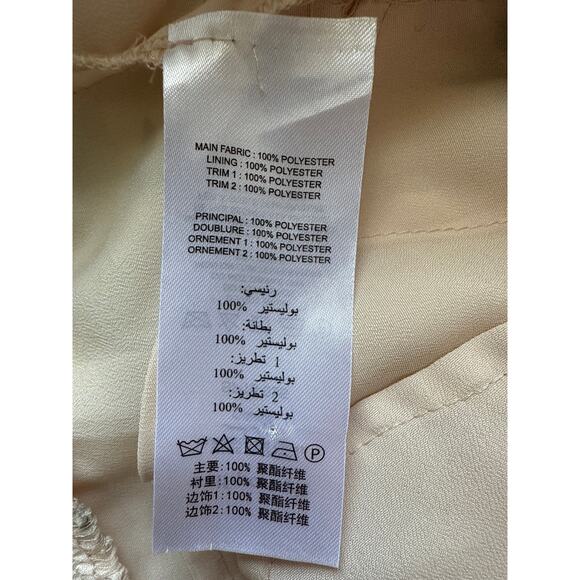 MAIN FABRIC : 100% POLYESTER
LINING : 100% POLYESTER
TRIM 1 : 100% POLYESTER
TRIM 2 : 100% POLYESTER
PRINCIPAL : 100% POLYESTER
DOUBLURE : 100% POLYESTER
ORNEMENT 1 : 100% POLYESTER
ORNEMENT 2 : 100% POLYESTER
رئيسي:
بوليستير 100%
بطانة:
بوليستير 100%
1 تطريز:
بوليستير 100%
2 تطريز:
بوليستير 100%
P
主要: 100% 聚酯纤维
衬里: 100% 聚酯纤维
边饰1: 100% 聚酯纤维
边饰2: 100% 聚酯纤维